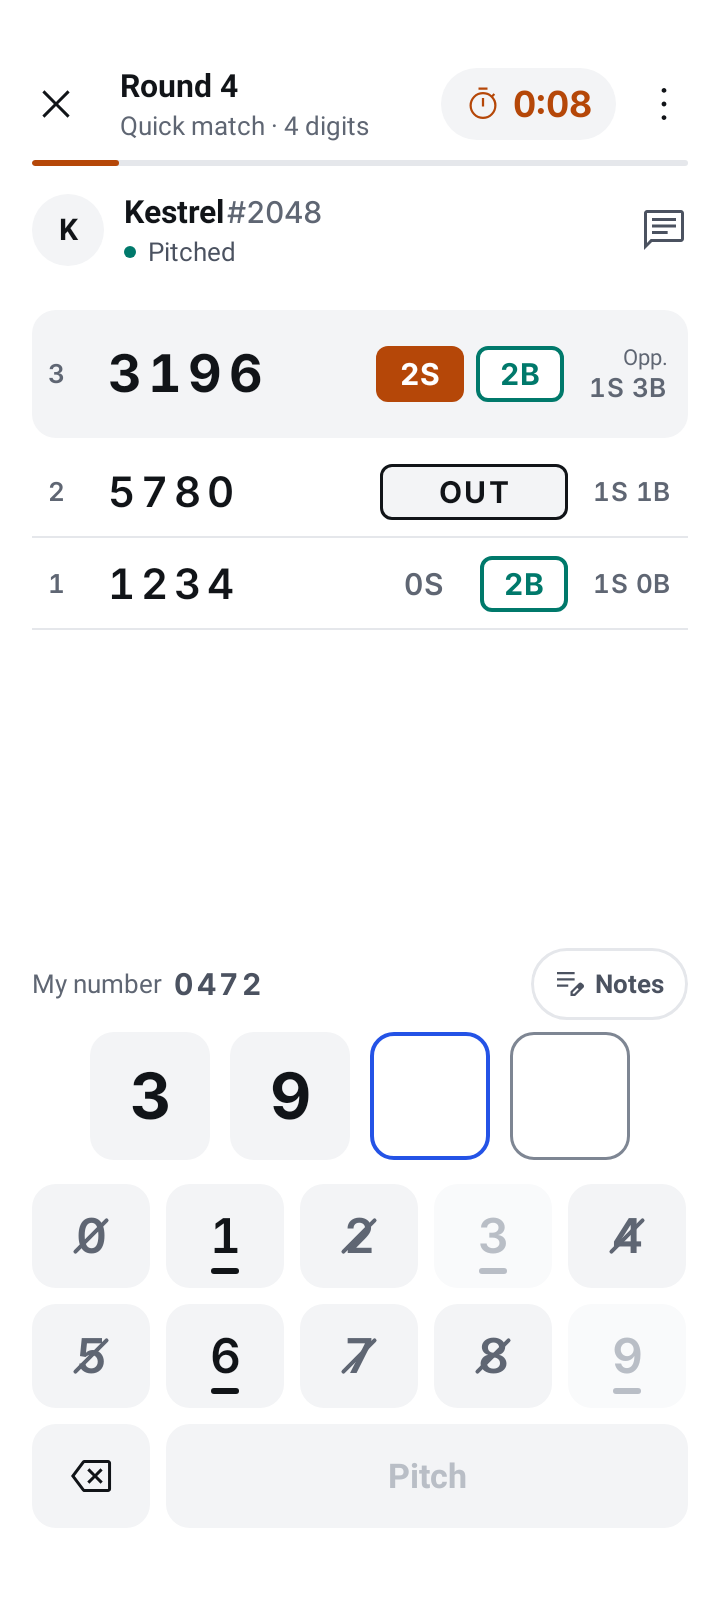 Round 4
Quick match · 4 digits
0:08
K
Kestrel#2048
Pitched
3 3196 2S 2B Opp. 1S 3B
2 5780 OUT 1S 1B
1 1234 0S 2B 1S 0B
My number 0472
Notes
3 9
0 1 2 3 4
5 6 7 8 9
Pitch